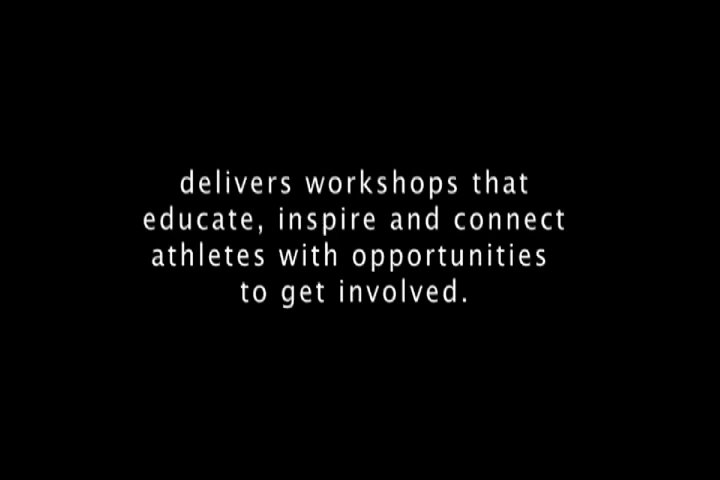 delivers workshops that
educate, inspire and connect
athletes with opportunities
to get involved.